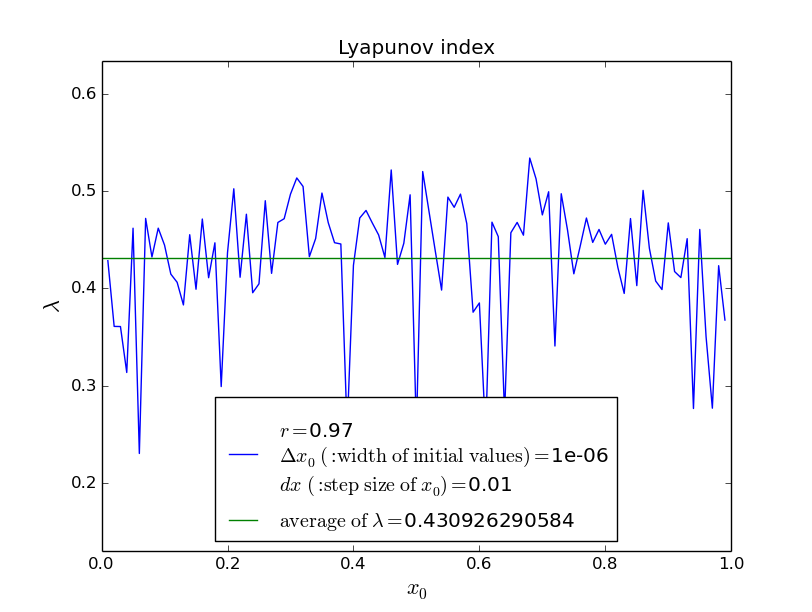 Lyapunov index
0.6
0.5
0.4
0.3
0.2
λ
r = 0.97
Δx₀ ( :width of initial values) = 1e-06
dx ( :step size of x₀) = 0.01
average of λ = 0.430926290584
0.0 0.2 0.4 0.6 0.8 1.0
x₀